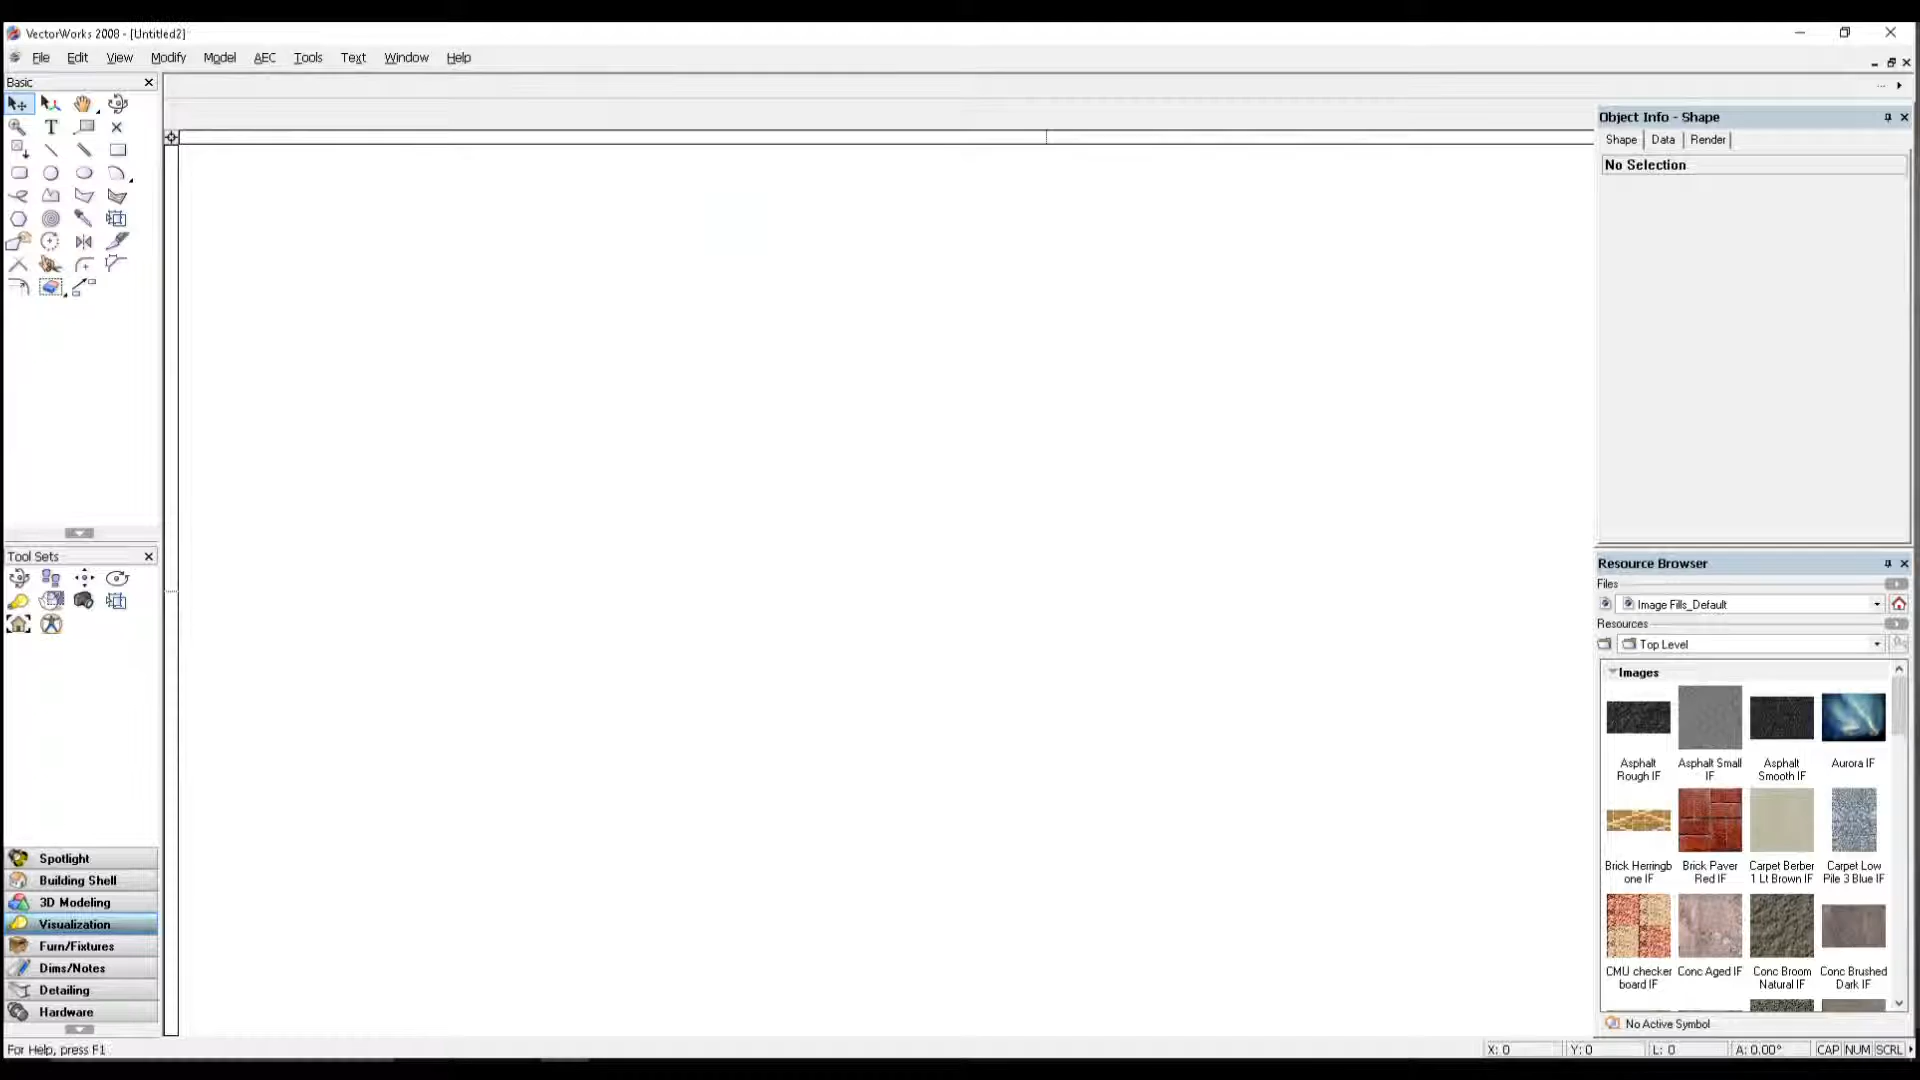 VectorWorks 2008 - [Untitled2]
File Edit View Modify Model AEC Tools Text Window Help
Basic
Object Info - Shape
Shape Data Render
No Selection
Tool Sets
Resource Browser
Files
Image Fills_Default
Resources
Top Level
Images
Asphalt
Rough IF
Asphalt Small
IF
Asphalt
Smooth IF
Aurora IF
Brick Herringb
one IF
Brick Paver
Red IF
Carpet Berber
1 Lt Brown IF
Carpet Low
Pile 3 Blue IF
CMU checker
board IF
Conc Aged IF
Conc Broom
Natural IF
Conc Brushed
Dark IF
No Active Symbol
Spotlight
Building Shell
3D Modeling
Visualization
Furn/Fixtures
Dims/Notes
Detailing
Hardware
For Help, press F1
X: 0 Y: 0 L: 0 A: 0.00° CAP NUM SCRL